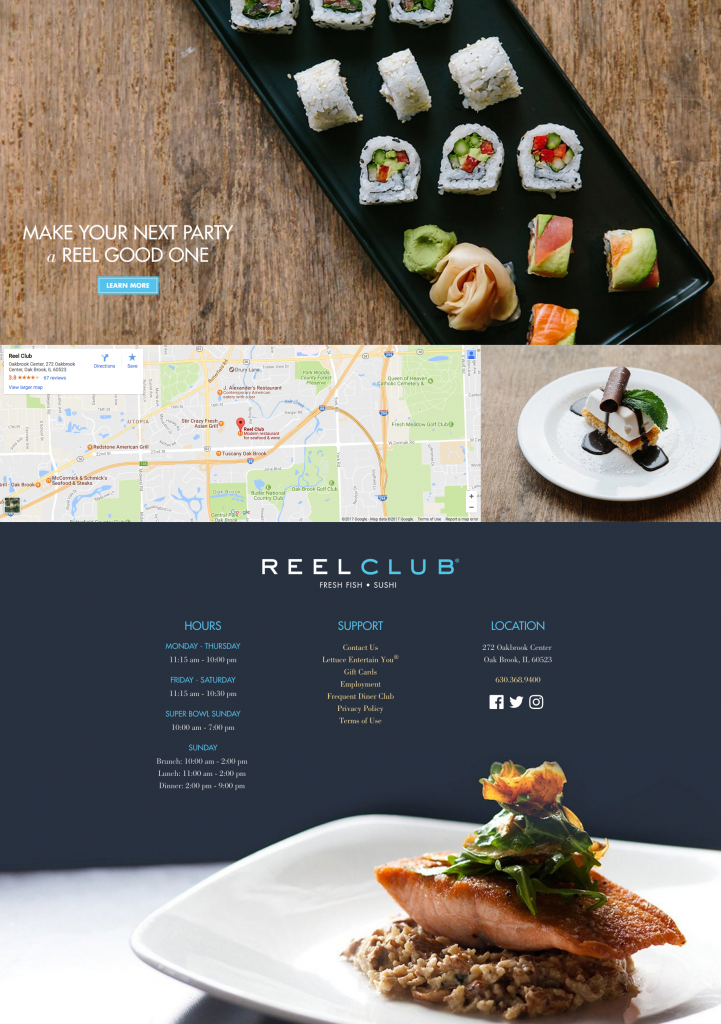 MAKE YOUR NEXT PARTY
a REEL GOOD ONE
LEARN MORE
Reel Club
Oakbrook Center, 272 Oakbrook
Center, Oak Brook, IL 60523
3.8 ★★★★☆ 97 reviews
View larger map
Directions
Save
Drury Lane
J. Alexander's Restaurant
Contemporary American
eatery with a bar
Fork Woods
County Forest
Preserve
Queen of Heaven
Catholic Cemetery &
UTOPIA
Stir Crazy Fresh
Asian Grill
Reel Club
Modern restaurant
for seafood & wine
Fresh Meadow Golf Club
Redstone American Grill
Tuscany Oak Brook
McCormick & Schmick's
Seafood & Steaks
Oak Brook
Butler National
Country Club
Oak Brook Golf Club
Central Park
Google
©2017 Google - Map data ©2017 Google
Terms of Use
Report a map error
REELCLUB®
FRESH FISH • SUSHI
HOURS
MONDAY - THURSDAY
11:15 am - 10:00 pm
FRIDAY - SATURDAY
11:15 am - 10:30 pm
SUPER BOWL SUNDAY
10:00 am - 7:00 pm
SUNDAY
Brunch: 10:00 am - 2:00 pm
Lunch: 11:00 am - 2:00 pm
Dinner: 2:00 pm - 9:00 pm
SUPPORT
Contact Us
Lettuce Entertain You®
Gift Cards
Employment
Frequent Diner Club
Privacy Policy
Terms of Use
LOCATION
272 Oakbrook Center
Oak Brook, IL 60523
630.368.9400